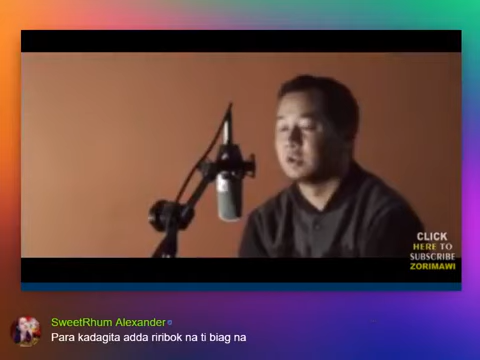 CLICK
HERE TO
SUBSCRIBE
ZORIMAWI
SweetRhum Alexander
Para kadagita adda riribok na ti biag na